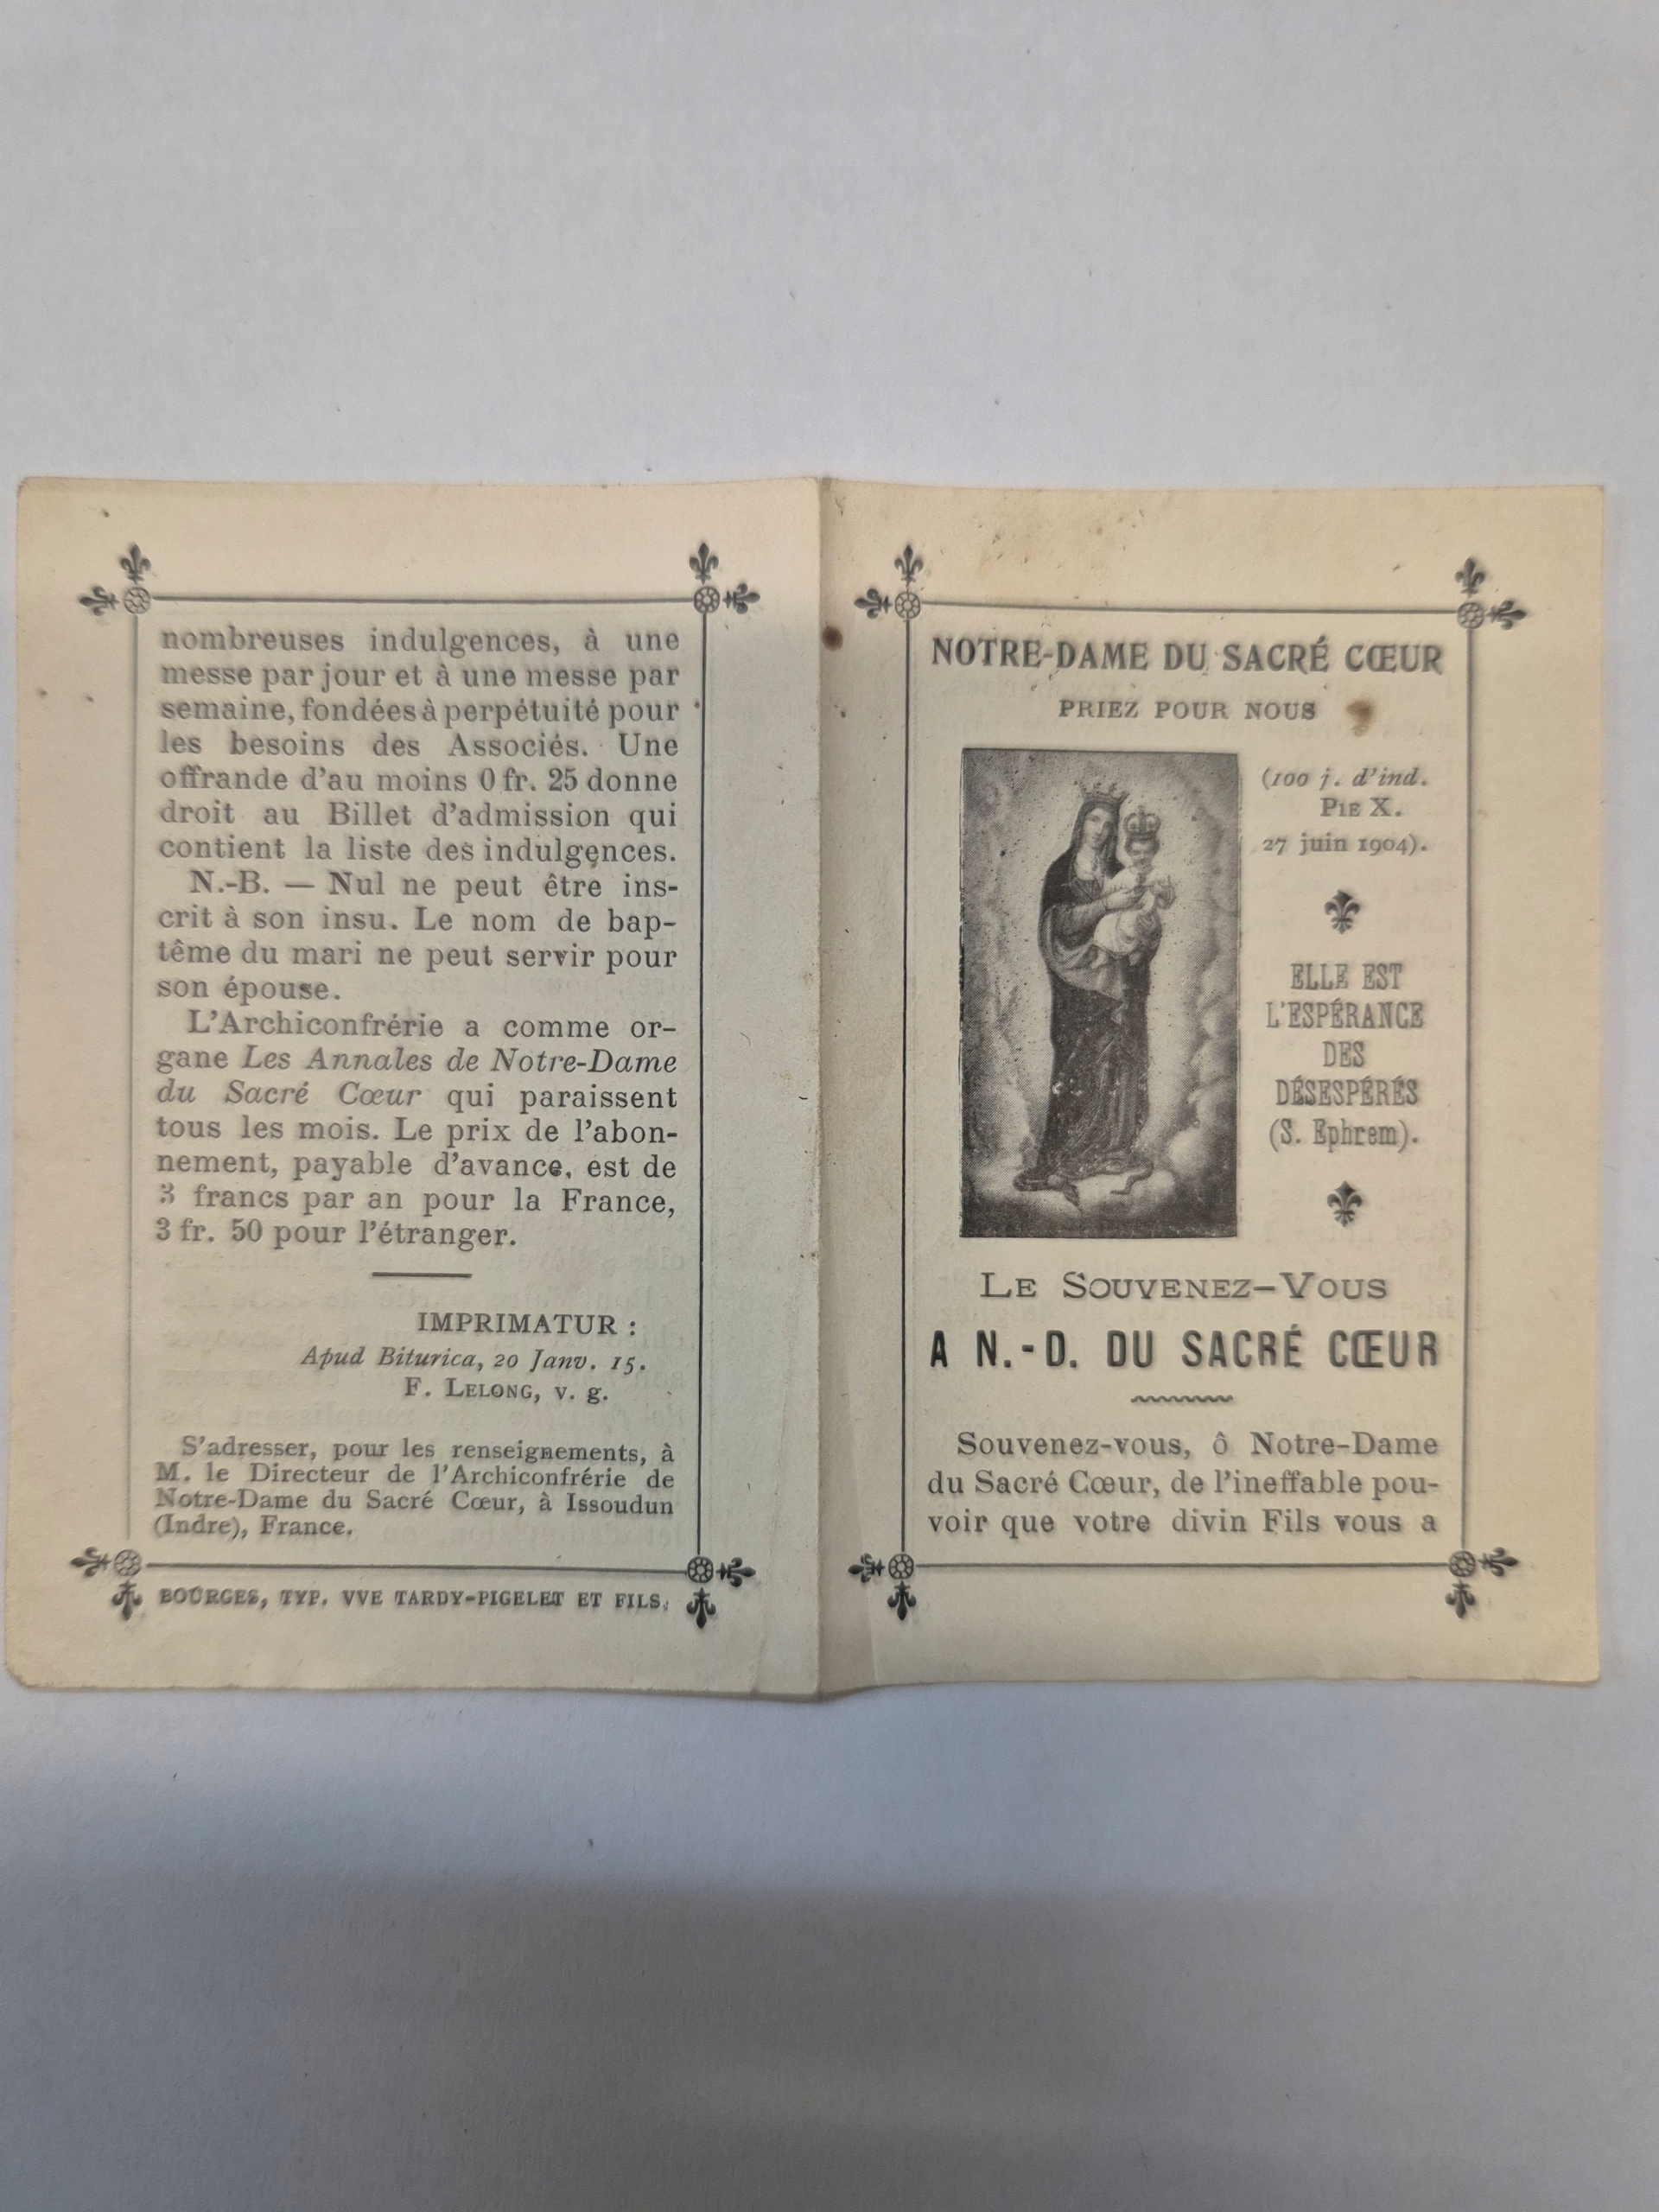 nombreuses indulgences, à une
messe par jour et à une messe par
semaine, fondées à perpétuité pour
les besoins des Associés. Une
offrande d'au moins 0 fr. 25 donne
droit au Billet d'admission qui
contient la liste des indulgences.
N.-B. — Nul ne peut être ins-
crit à son insu. Le nom de bap-
tême du mari ne peut servir pour
son épouse.
L'Archiconfrérie a comme or-
gane Les Annales de Notre-Dame
du Sacré Cœur qui paraissent
tous les mois. Le prix de l'abon-
nement, payable d'avance, est de
3 francs par an pour la France,
3 fr. 50 pour l'étranger.
IMPRIMATUR :
Apud Biturica, 20 Janv. 15.
F. LELONG, v. g.
S'adresser, pour les renseignements, à
M. le Directeur de l'Archiconfrérie de
Notre-Dame du Sacré Cœur, à Issoudun
(Indre), France.
BOURGES, TYP. VVE TARDY-PIGELET ET FILS.
NOTRE-DAME DU SACRÉ CŒUR
PRIEZ POUR NOUS
(100 j. d'ind.
PIE X.
27 juin 1904).
ELLE EST
L'ESPÉRANCE
DES
DÉSESPÉRÉS
(S. Ephrem).
LE SOUVENEZ-VOUS
A N.-D. DU SACRÉ CŒUR
Souvenez-vous, ô Notre-Dame
du Sacré Cœur, de l'ineffable pou-
voir que votre divin Fils vous a